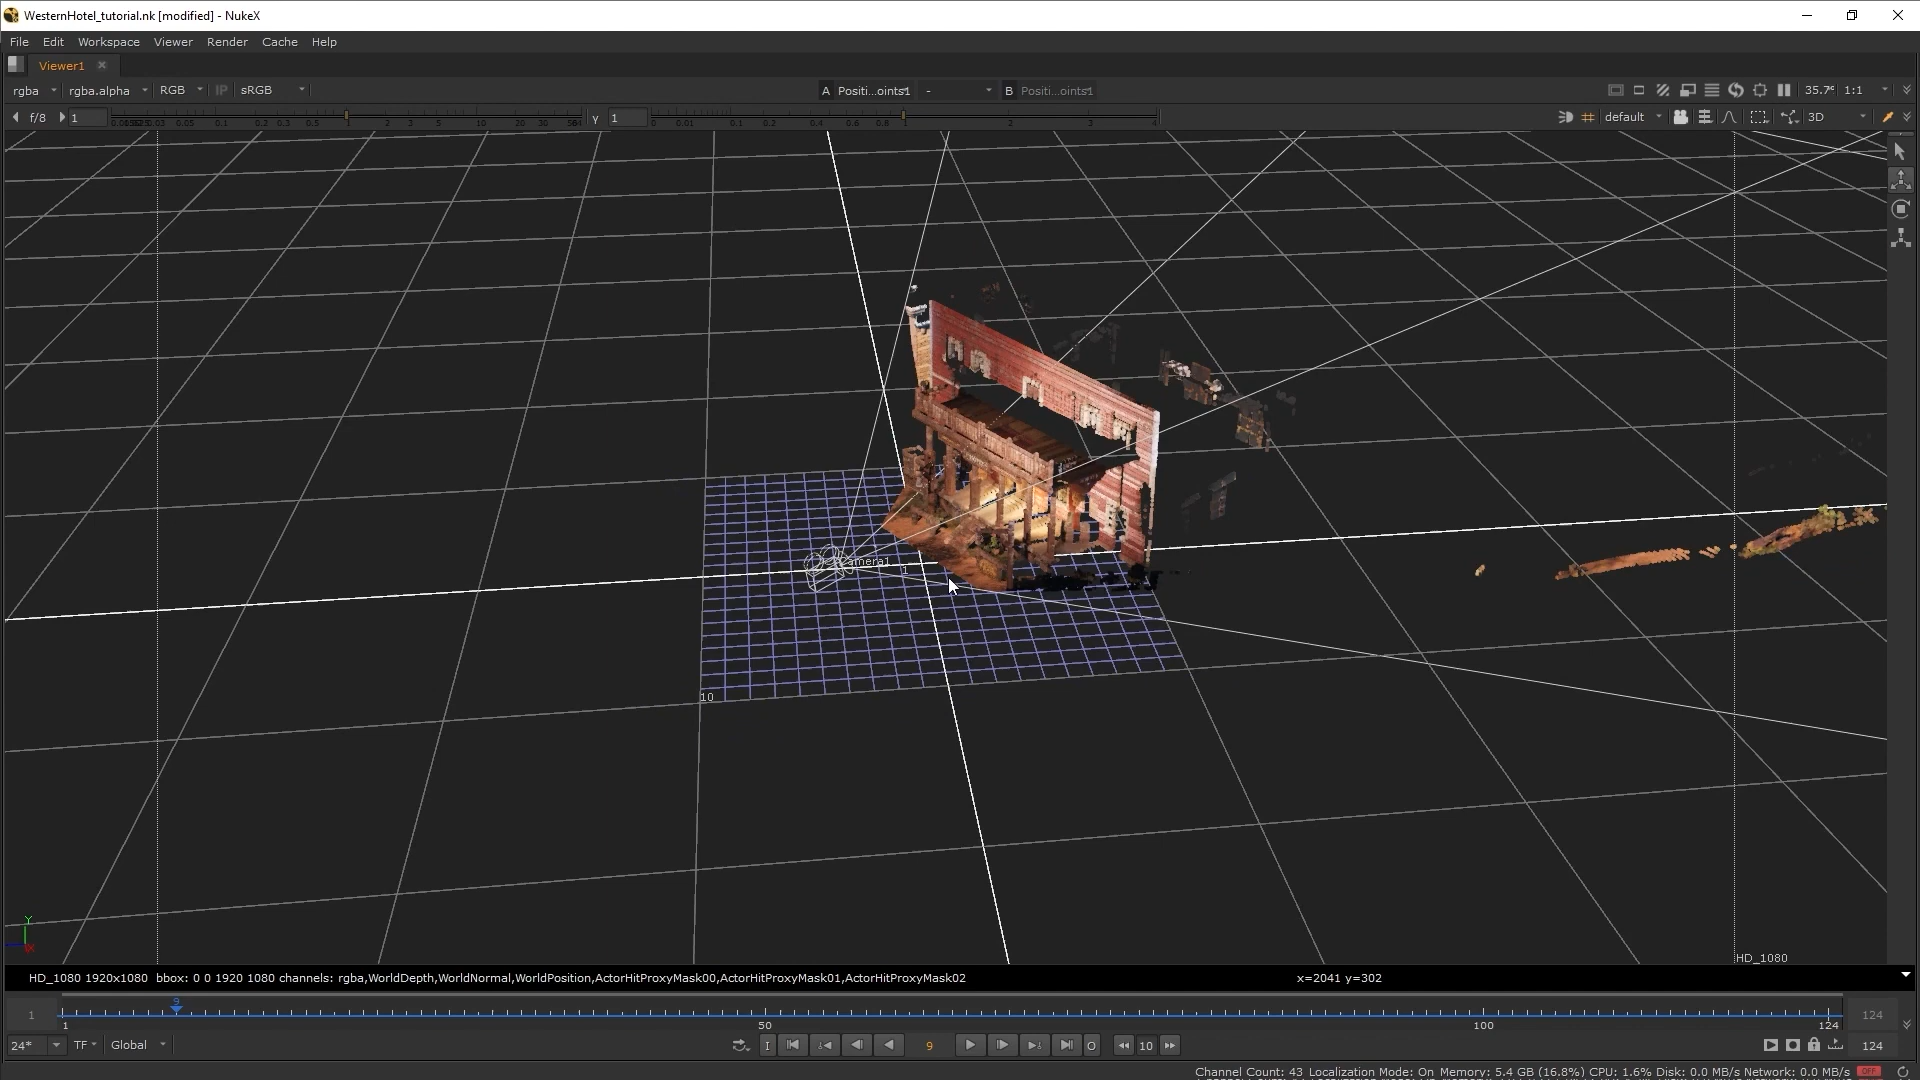 WesternHotel_tutorial.nk [modified] - NukeX
File Edit Workspace Viewer Render Cache Help
Viewer1
rgba rgba.alpha RGB IP sRGB A Positi...oints1 - B Positi...oints1 1:1
f/8 1 γ 1 default 3D
Camera1
1
10
HD_1080
Y
HD_1080 1920x1080 bbox: 0 0 1920 1080 channels: rgba,WorldDepth,WorldNormal,WorldPosition,ActorHitProxyMask00,ActorHitProxyMask01,ActorHitProxyMask02 x=2041 y=302
9
1 124
1 50 100 124
24* TF Global I 9 O 10 124
Channel Count: 43 Localization Mode: On Memory: 5.4 GB (16.8%) CPU: 1.6% Disk: 0.0 MB/s Network: 0.0 MB/s OFF